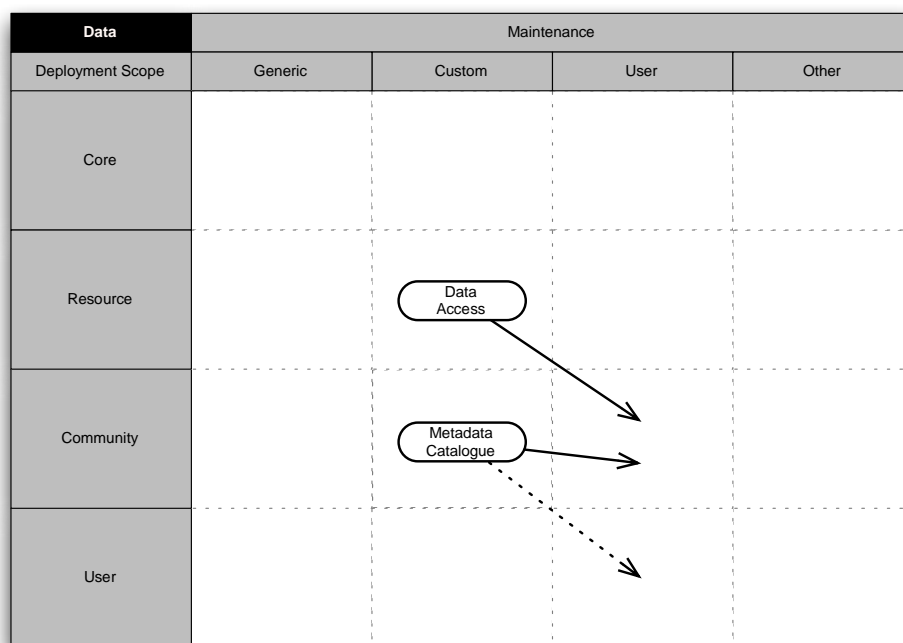 Data
Maintenance
Deployment Scope
Generic
Custom
User
Other
Core
Resource
Data
Access
Community
Metadata
Catalogue
User